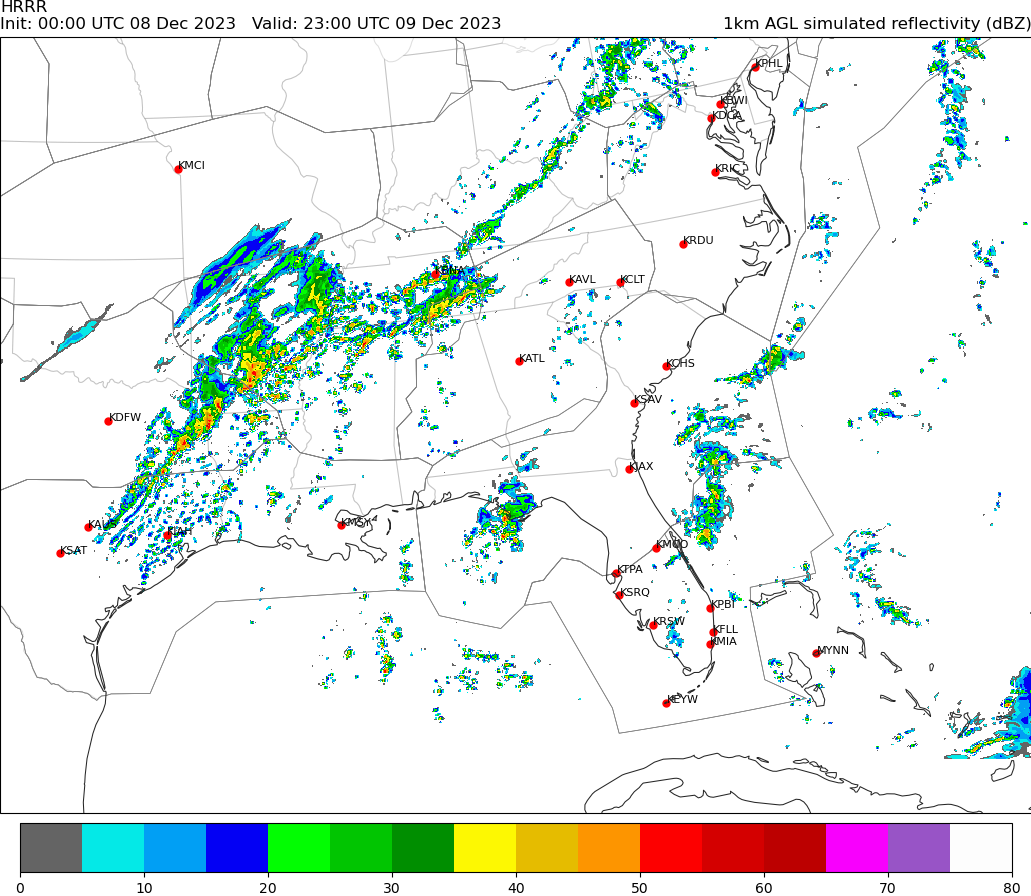 HRRR
Init: 00:00 UTC 08 Dec 2023   Valid: 23:00 UTC 09 Dec 2023   1km AGL simulated reflectivity (dBZ)
KPHL
KBWI
KDCA
KMCI
KRIC
KRDU
KBNA
KAVL
KCLT
KATL
KCHS
KSAV
KDFW
KJAX
KAUS
KMSY
KIAH
KSAT
KMCO
KTPA
KSRQ
KPBI
KRSW
KFLL
KMIA
MYNN
KEYW
0 10 20 30 40 50 60 70 80